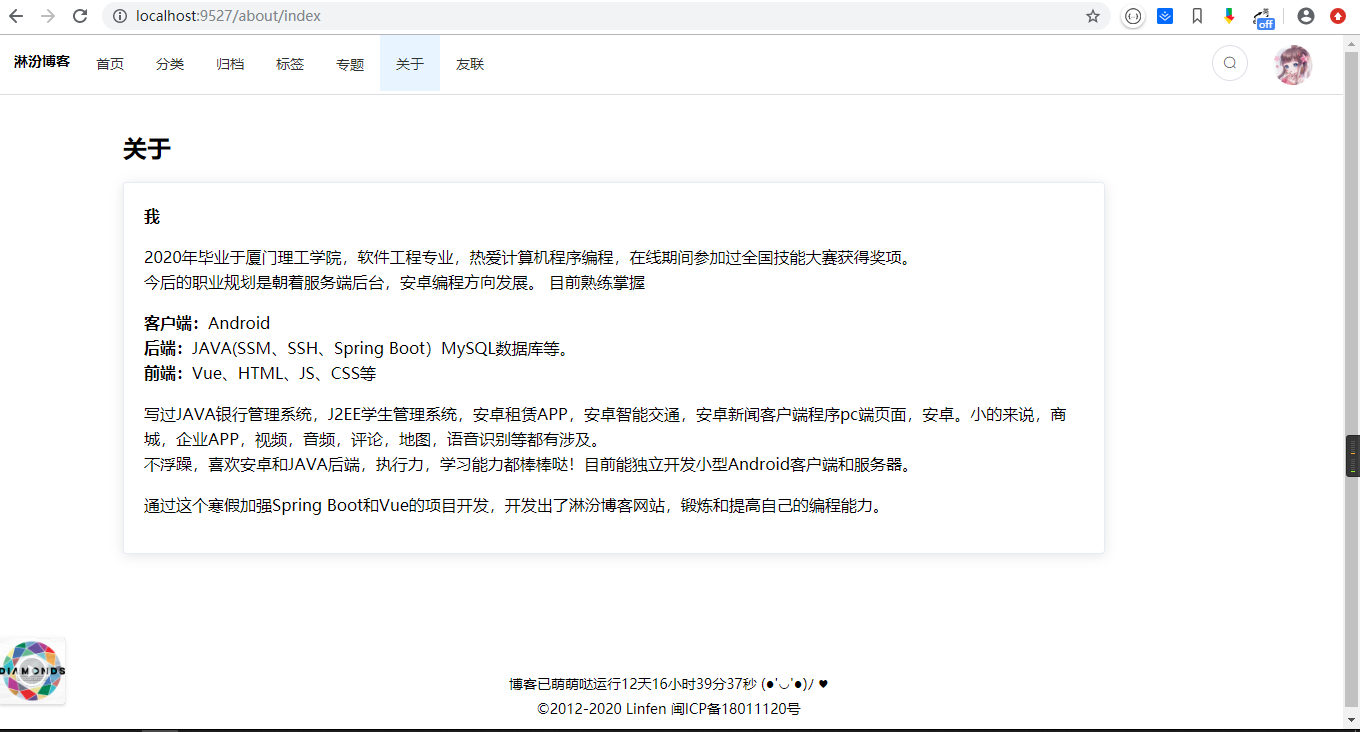 localhost:9527/about/index
off
淋汾博客 首页 分类 归档 标签 专题 关于 友联
关于
我
2020年毕业于厦门理工学院，软件工程专业，热爱计算机程序编程，在线期间参加过全国技能大赛获得奖项。
今后的职业规划是朝着服务端后台，安卓编程方向发展。 目前熟练掌握
客户端：Android
后端：JAVA(SSM、SSH、Spring Boot）MySQL数据库等。
前端：Vue、HTML、JS、CSS等
写过JAVA银行管理系统，J2EE学生管理系统，安卓租赁APP，安卓智能交通，安卓新闻客户端程序pc端页面，安卓。小的来说，商
城，企业APP，视频，音频，评论，地图，语音识别等都有涉及。
不浮躁，喜欢安卓和JAVA后端，执行力，学习能力都棒棒哒！目前能独立开发小型Android客户端和服务器。
通过这个寒假加强Spring Boot和Vue的项目开发，开发出了淋汾博客网站，锻炼和提高自己的编程能力。
DIAMONDS
博客已萌萌哒运行12天16小时39分37秒 (●'◡'●)ﾉ ♥
©2012-2020 Linfen 闽ICP备18011120号